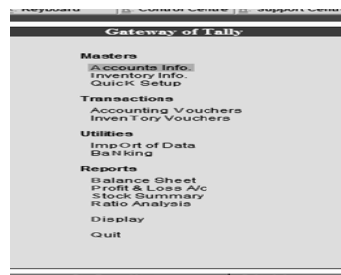 Keyboard Control Centre Support Cent
Gateway of Tally
Masters
Accounts Info.
Inventory Info.
QuicK Setup
Transactions
Accounting Vouchers
InvenTory Vouchers
Utilities
ImpOrt of Data
BaNking
Reports
Balance Sheet
Profit & Loss A/c
Stock Summary
Ratio Analysis
Display
Quit